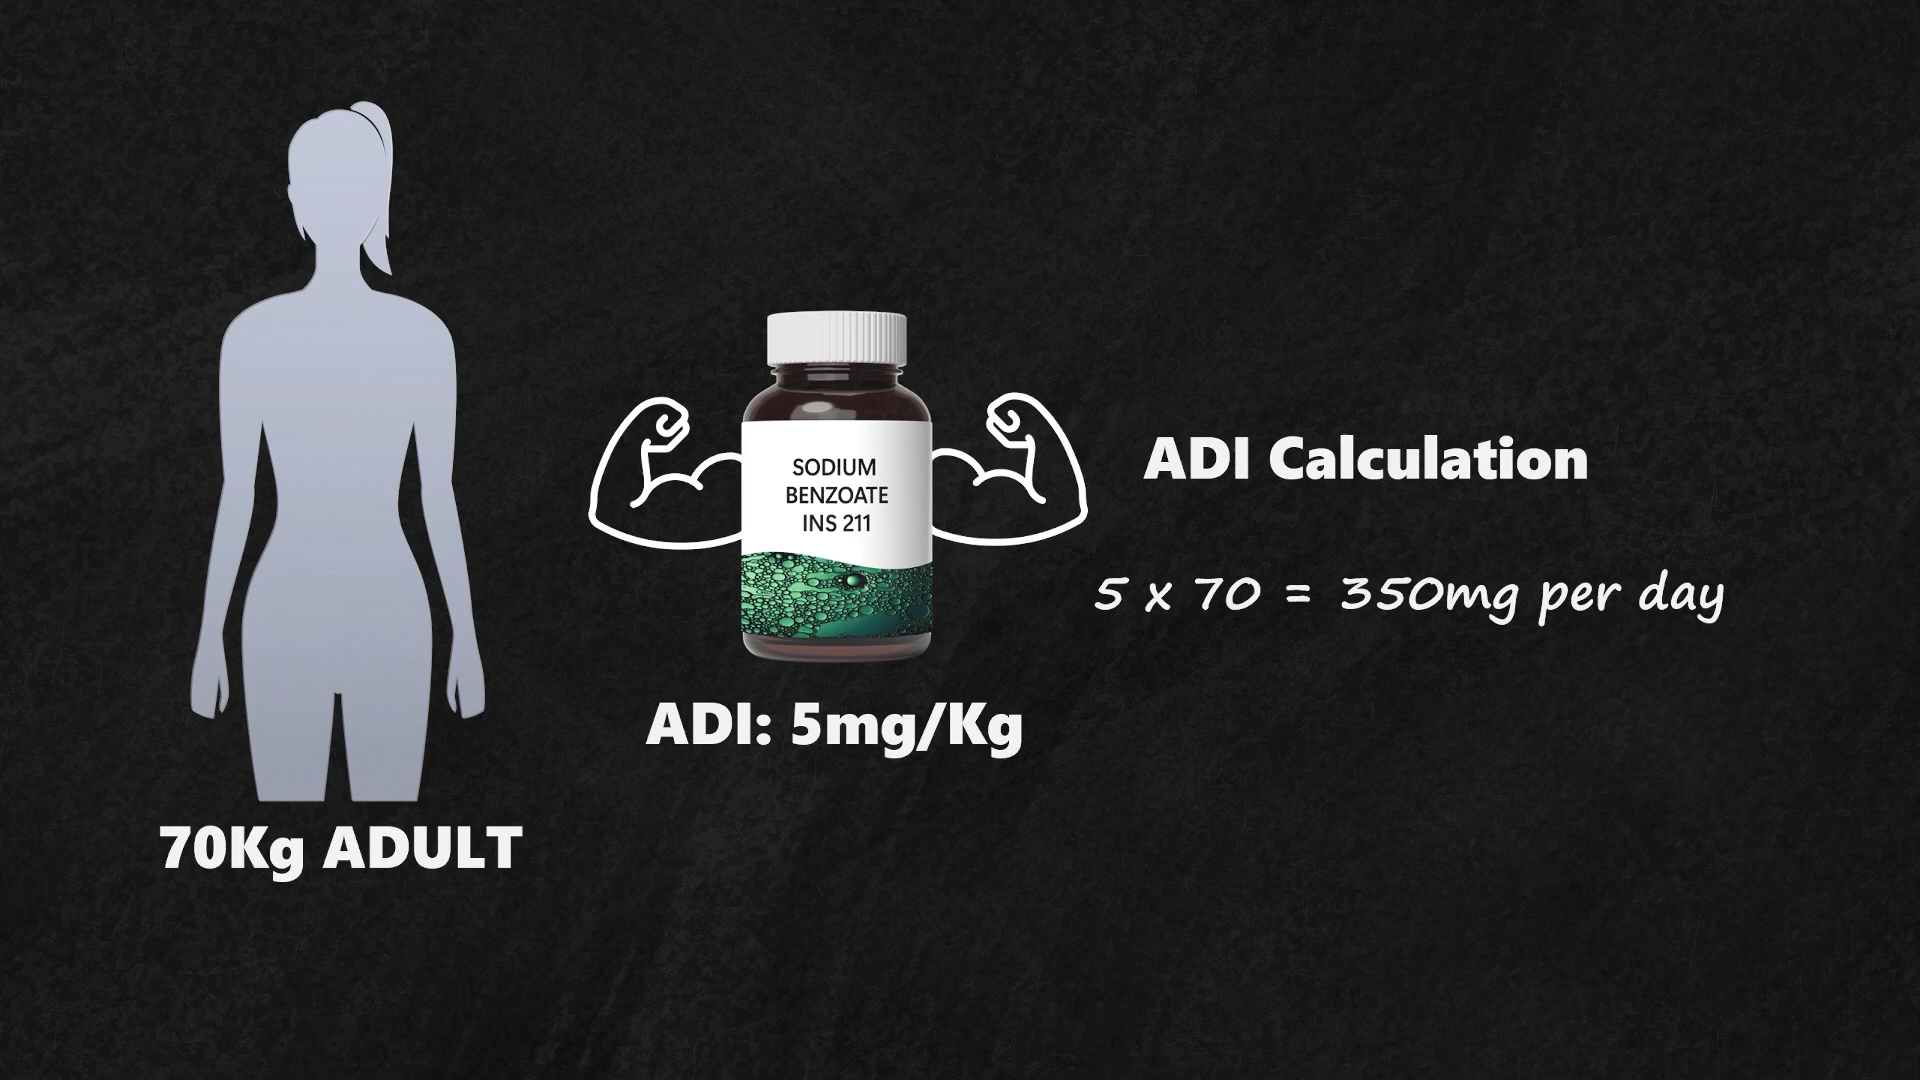 SODIUM
BENZOATE
INS 211
ADI Calculation
5 x 70 = 350mg per day
ADI: 5mg/Kg
70Kg ADULT